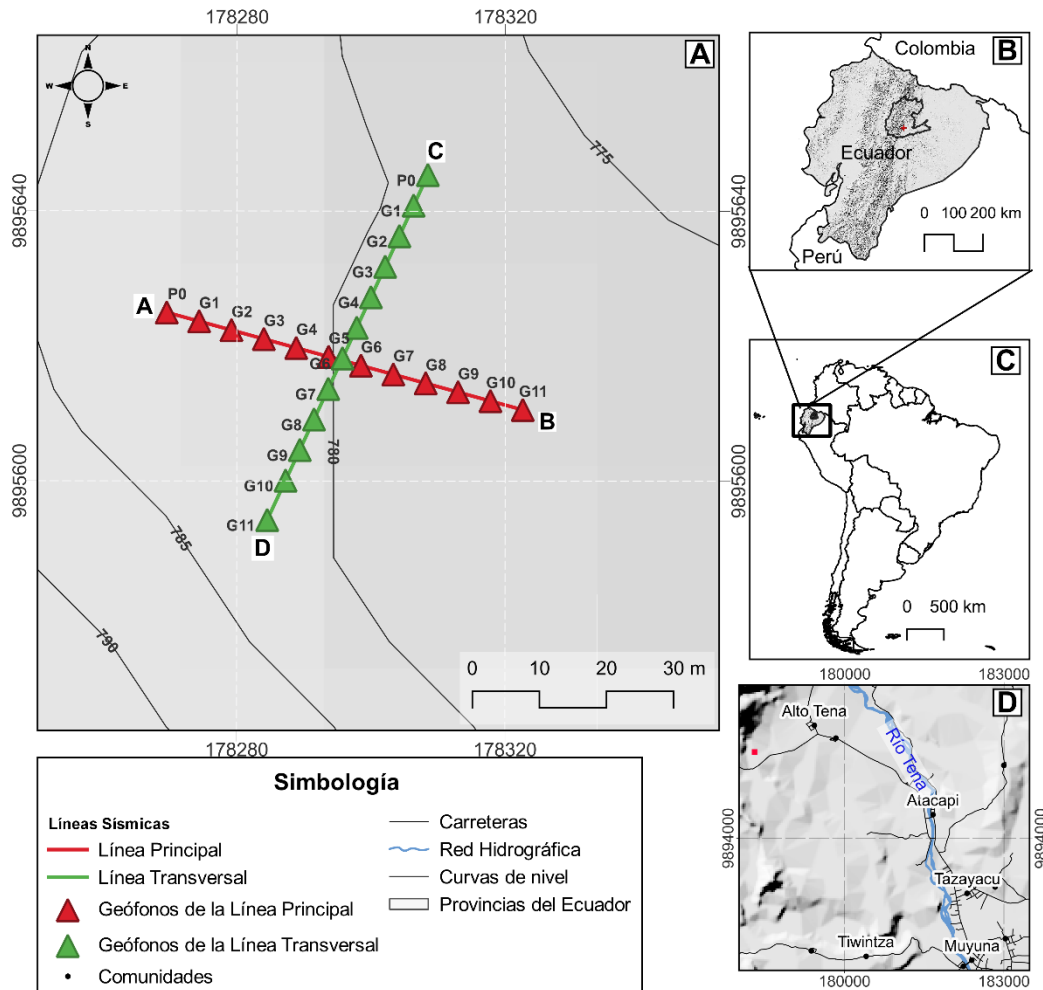 178280
178320
A
N
W
E
S
C
775
9895640
9895640
P0
G1
G2
G3
G4
A
P0
G1
G2
G3
G4
G5
G6
G6
G7
G8
G9
G10
G11
B
G7
G8
G9
G10
G11
D
780
785
790
9895600
9895600
0 10 20 30 m
178280
178320
B
Colombia
Ecuador
Perú
0 100 200 km
C
0 500 km
180000
183000
D
Alto Tena
Río Tena
Atacapi
9894000
9894000
Tazayacu
Tiwintza
Muyuna
180000
183000
Simbología
Líneas Sísmicas
Línea Principal
Línea Transversal
Geófonos de la Línea Principal
Geófonos de la Línea Transversal
Comunidades
Carreteras
Red Hidrográfica
Curvas de nivel
Provincias del Ecuador